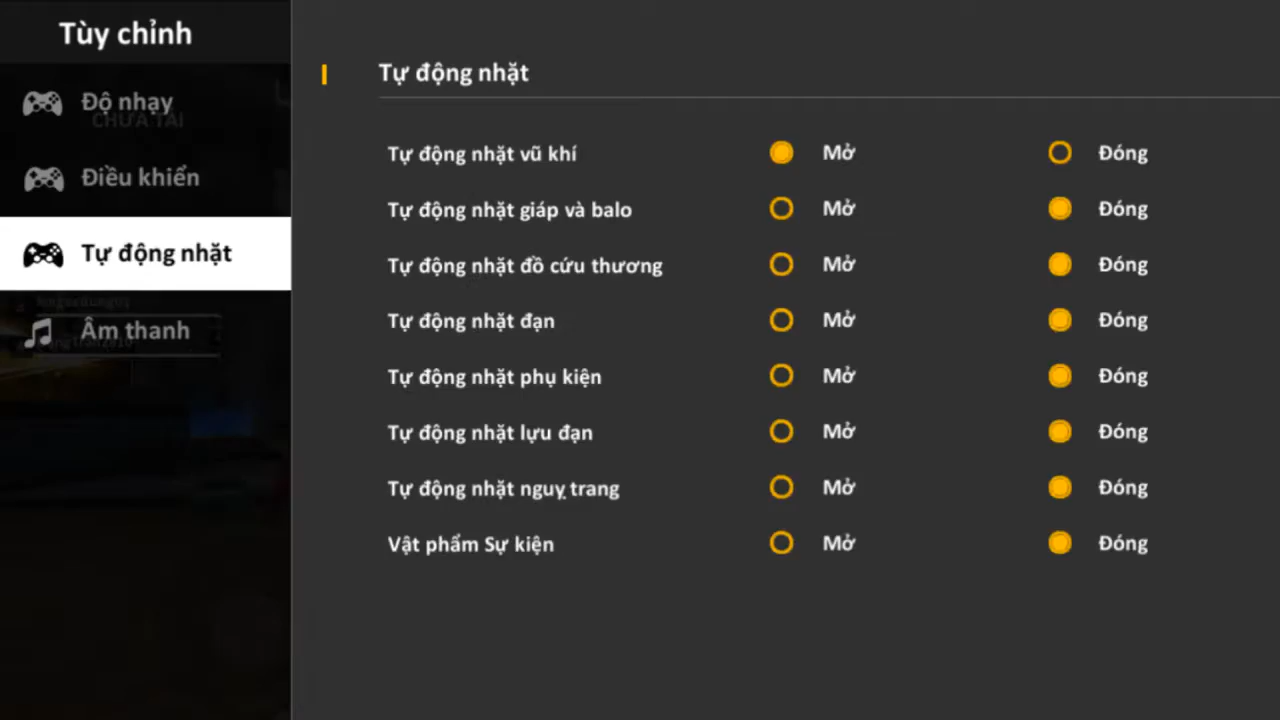 Tùy chỉnh
Độ nhạy
CHƯA TẢI
Điều khiển
Tự động nhặt
Âm thanh
Tự động nhặt
Tự động nhặt vũ khí Mở Đóng
Tự động nhặt giáp và balo Mở Đóng
Tự động nhặt đồ cứu thương Mở Đóng
Tự động nhặt đạn Mở Đóng
Tự động nhặt phụ kiện Mở Đóng
Tự động nhặt lựu đạn Mở Đóng
Tự động nhặt nguỵ trang Mở Đóng
Vật phẩm Sự kiện Mở Đóng